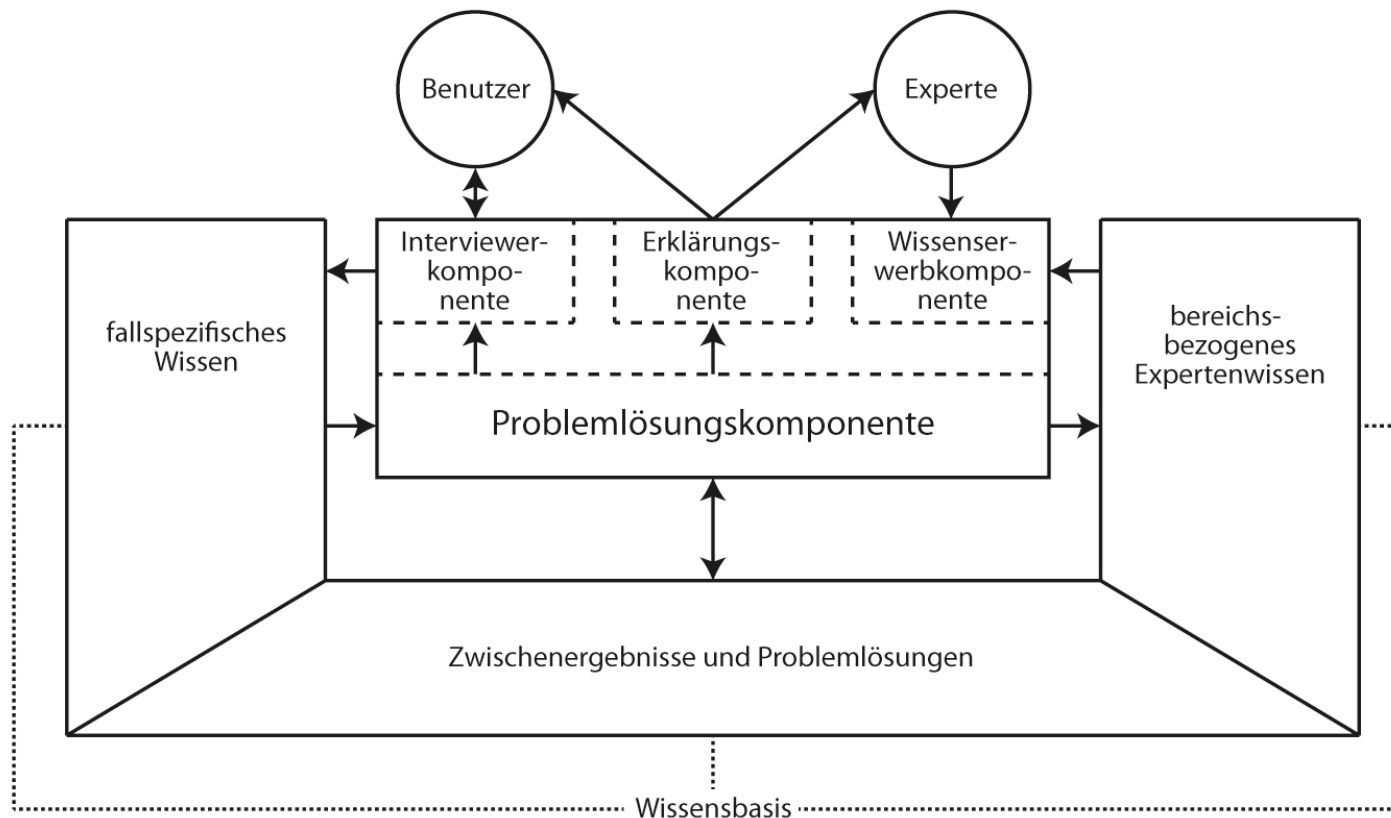 Benutzer
Experte
Interviewer-
kompo-
nente
Erklärungs-
kompo-
nente
Wissenser-
werbkompo-
nente
fallspezifisches
Wissen
bereichs-
bezogenes
Expertenwissen
Problemlösungskomponente
Zwischenergebnisse und Problemlösungen
Wissensbasis